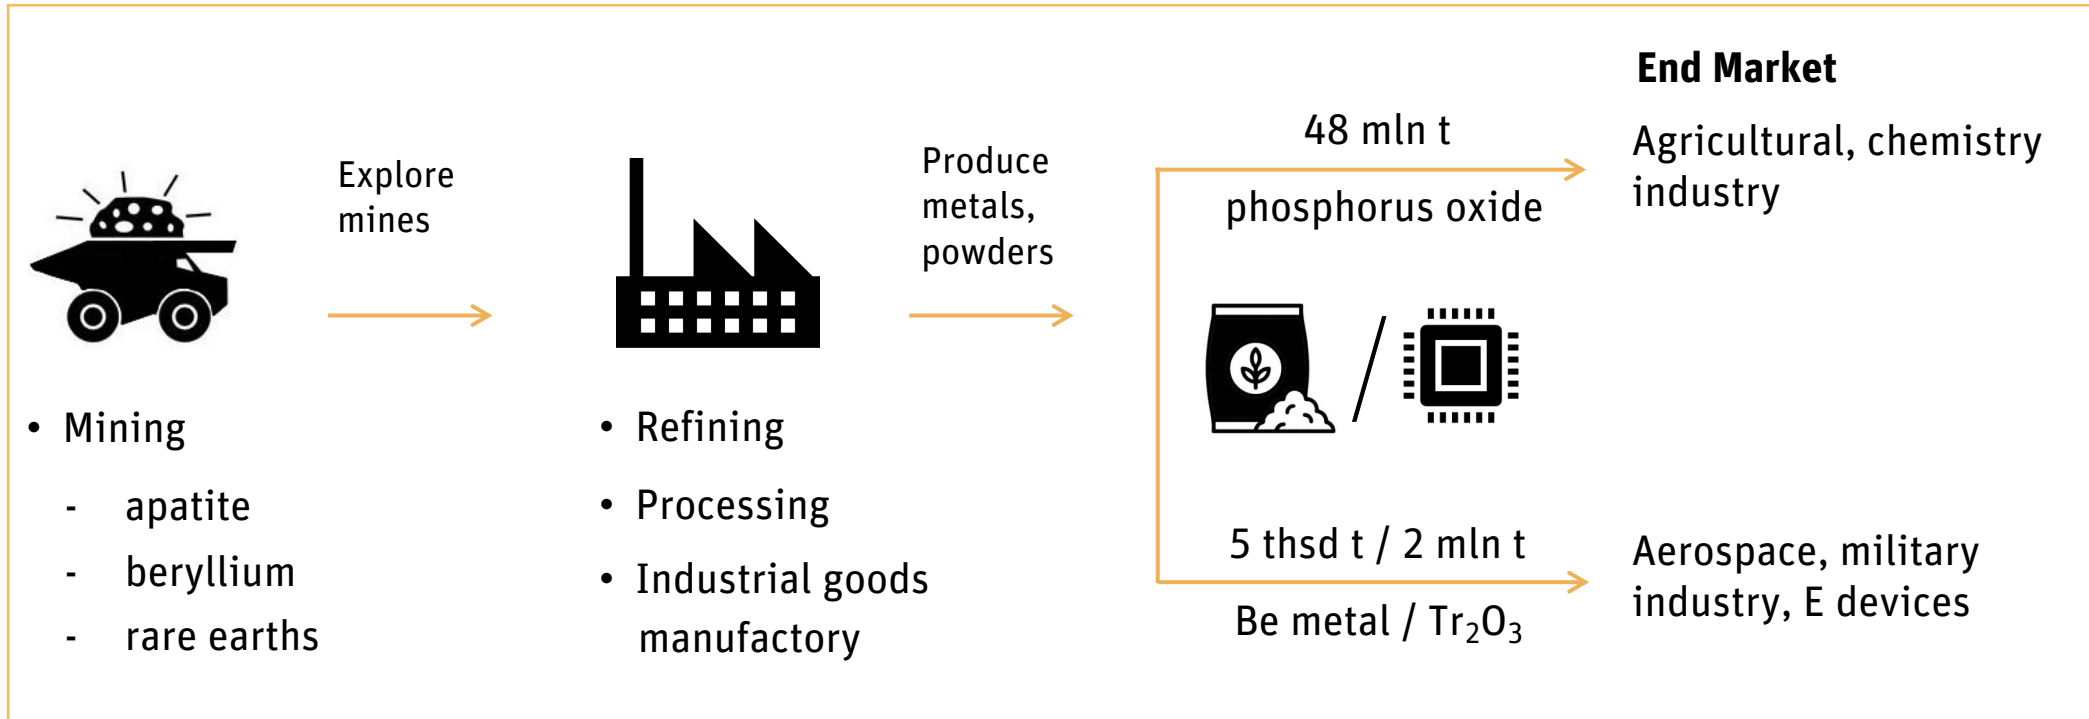 Explore
mines
• Mining
- apatite
- beryllium
- rare earths
Produce
metals,
powders
• Refining
• Processing
• Industrial goods
manufactory
48 mln t
phosphorus oxide
5 thsd t / 2 mln t
Be metal / Tr₂O₃
End Market
Agricultural, chemistry
industry
Aerospace, military
industry, E devices